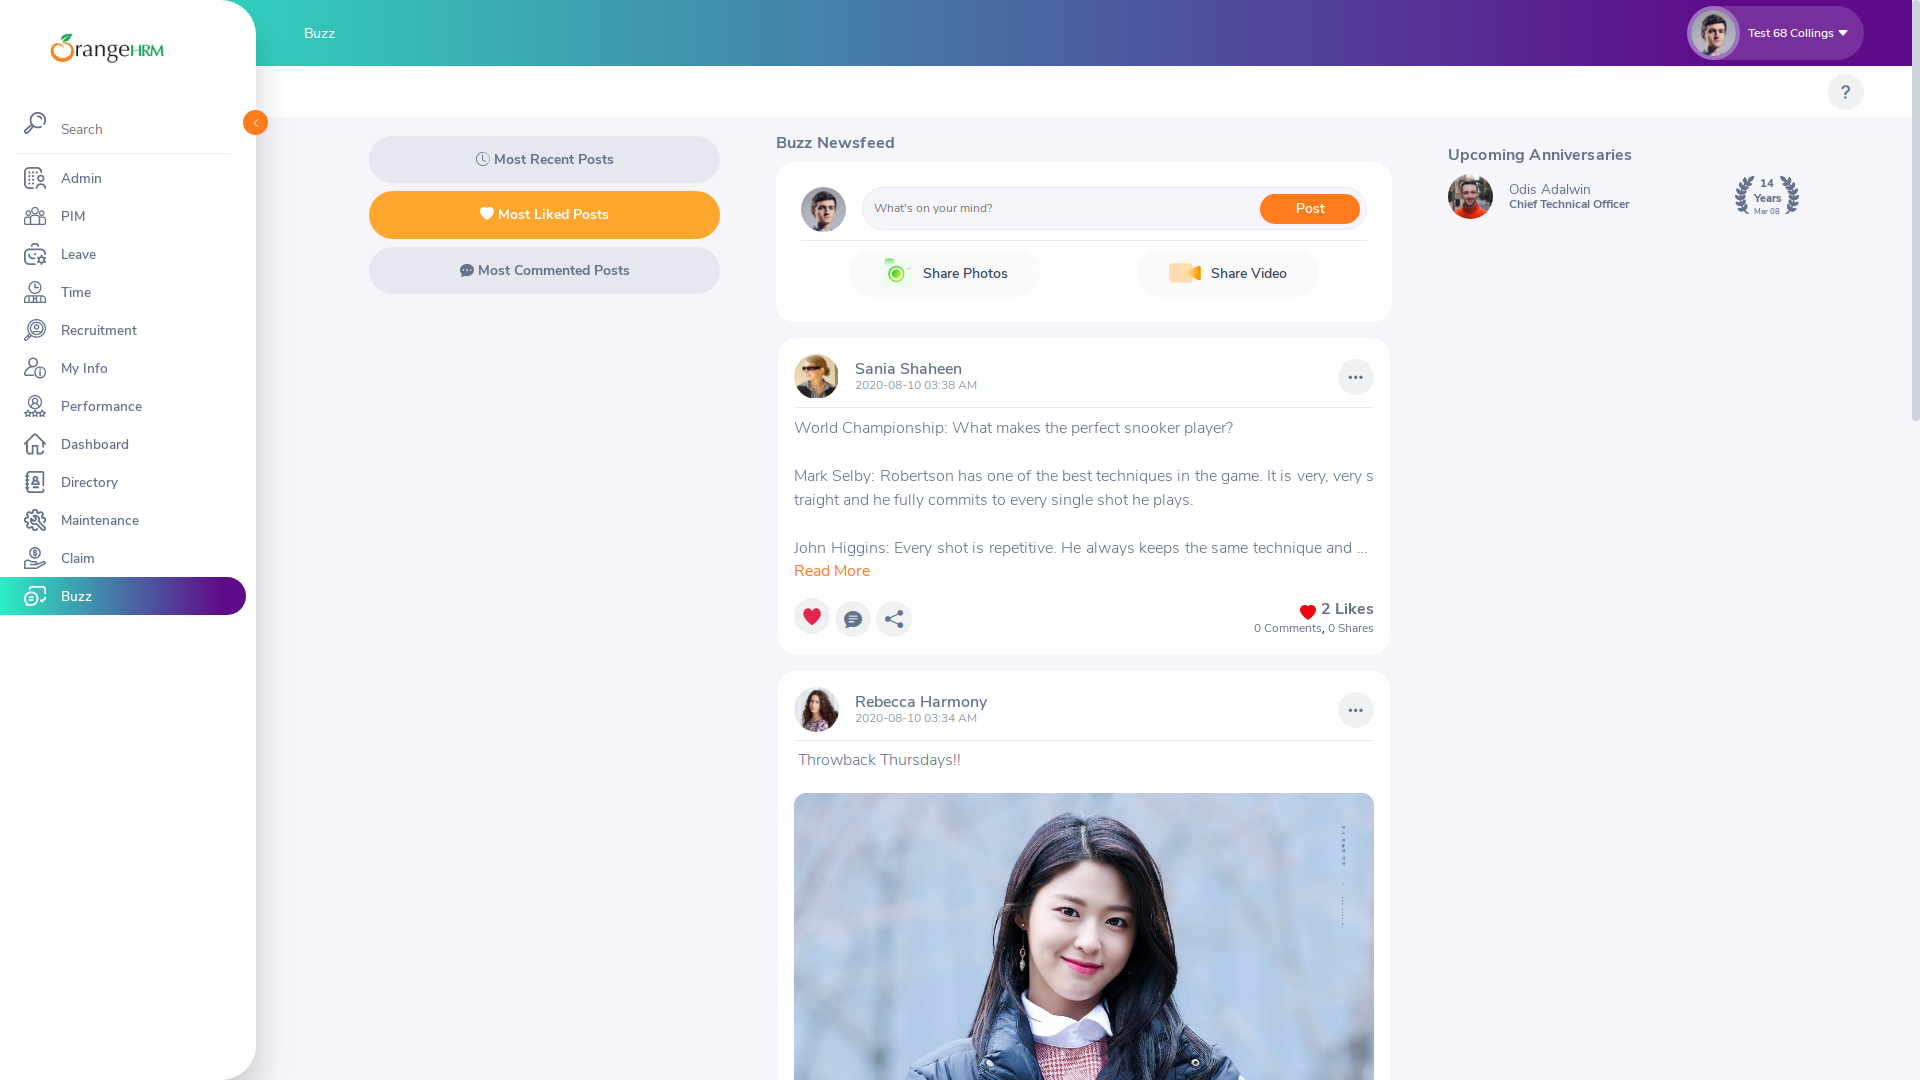 OrangeHRM
Search
Admin
PIM
Leave
Time
Recruitment
My Info
Performance
Dashboard
Directory
Maintenance
Claim
Buzz
Buzz
Test 68 Collings
?
Most Recent Posts
Most Liked Posts
Most Commented Posts
Buzz Newsfeed
What's on your mind?
Post
Share Photos
Share Video
Sania Shaheen
2020-08-10 03:38 AM
World Championship: What makes the perfect snooker player?
Mark Selby: Robertson has one of the best techniques in the game. It is very, very s
traight and he fully commits to every single shot he plays.
John Higgins: Every shot is repetitive. He always keeps the same technique and ...
Read More
2 Likes
0 Comments, 0 Shares
Rebecca Harmony
2020-08-10 03:34 AM
Throwback Thursdays!!
Upcoming Anniversaries
Odis Adalwin
Chief Technical Officer
14
Years
Mar 08